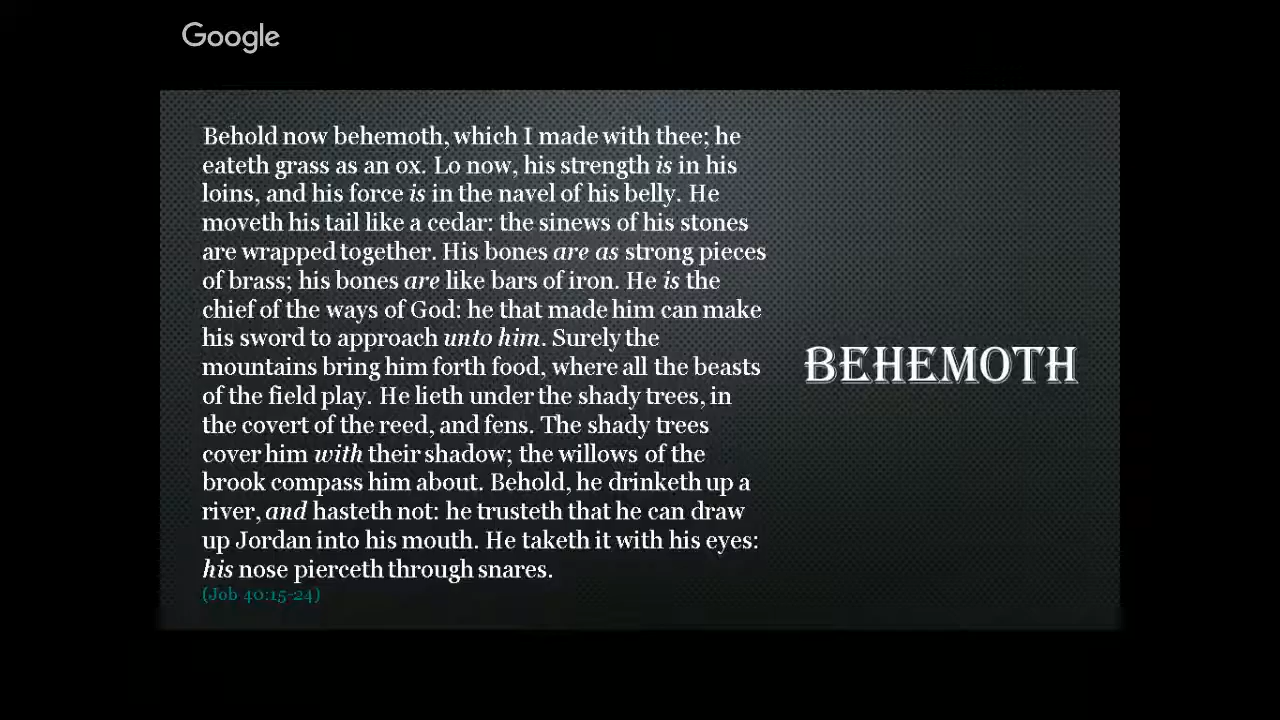 Google
Behold now behemoth, which I made with thee; he
eateth grass as an ox. Lo now, his strength is in his
loins, and his force is in the navel of his belly. He
moveth his tail like a cedar: the sinews of his stones
are wrapped together. His bones are as strong pieces
of brass; his bones are like bars of iron. He is the
chief of the ways of God: he that made him can make
his sword to approach unto him. Surely the
mountains bring him forth food, where all the beasts
of the field play. He lieth under the shady trees, in
the covert of the reed, and fens. The shady trees
cover him with their shadow; the willows of the
brook compass him about. Behold, he drinketh up a
river, and hasteth not: he trusteth that he can draw
up Jordan into his mouth. He taketh it with his eyes:
his nose pierceth through snares.
(Job 40:15-24)
BEHEMOTH